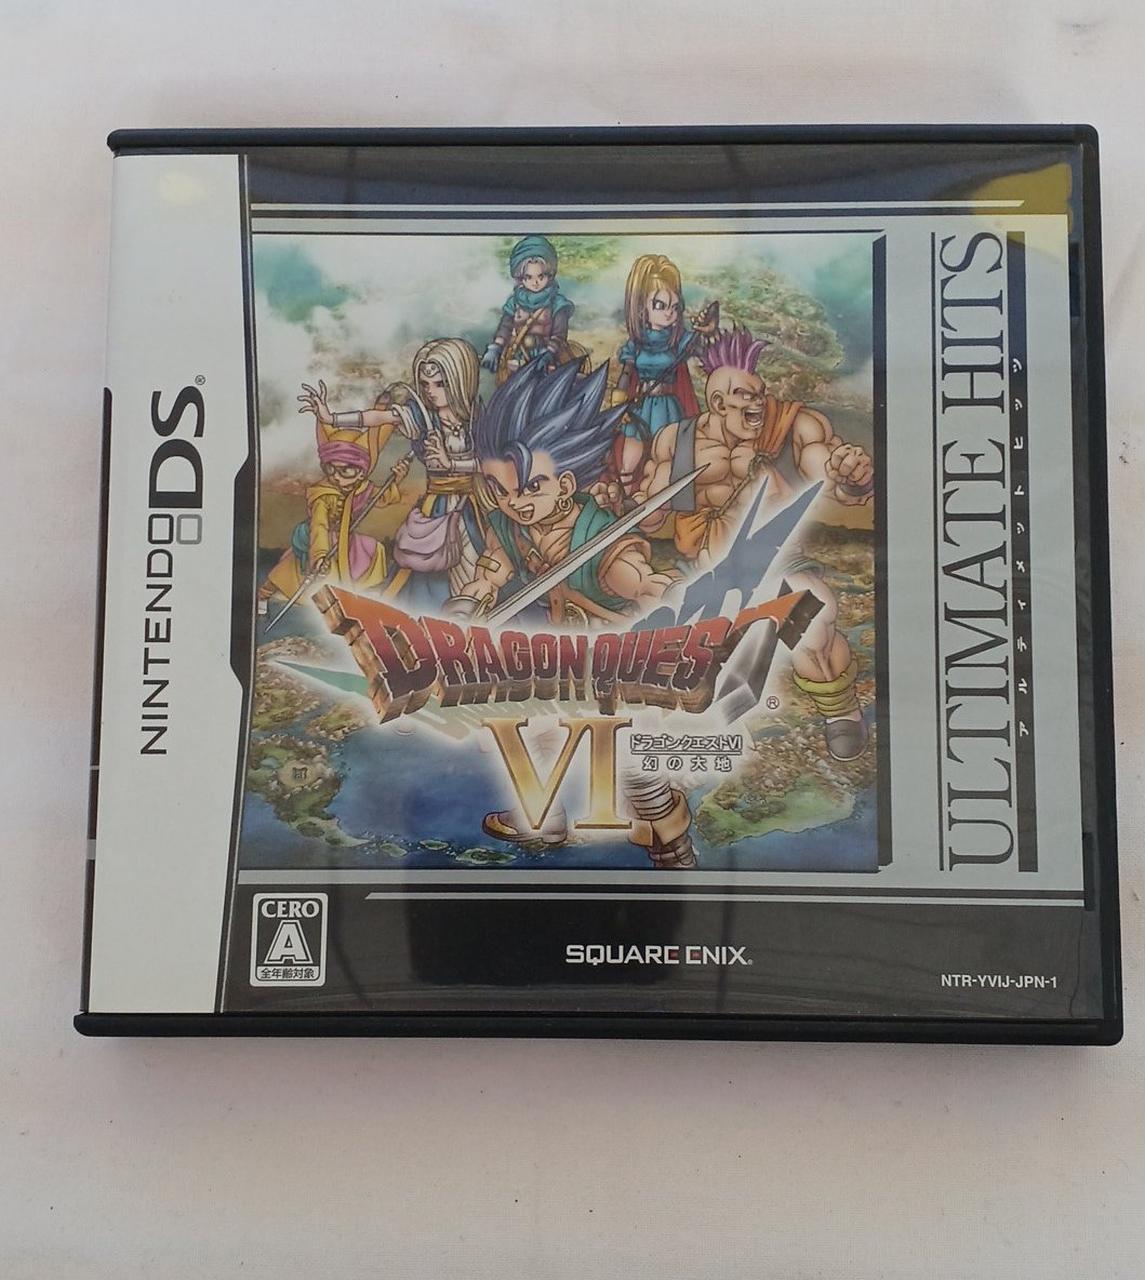 NINTENDO DS®
ULTIMATE HITS
アルティメットヒッツ
DRAGON QUEST®
VI
ドラゴンクエストVI
幻の大地
CERO
A
全年齢対象
SQUARE ENIX®
NTR-YVIJ-JPN-1